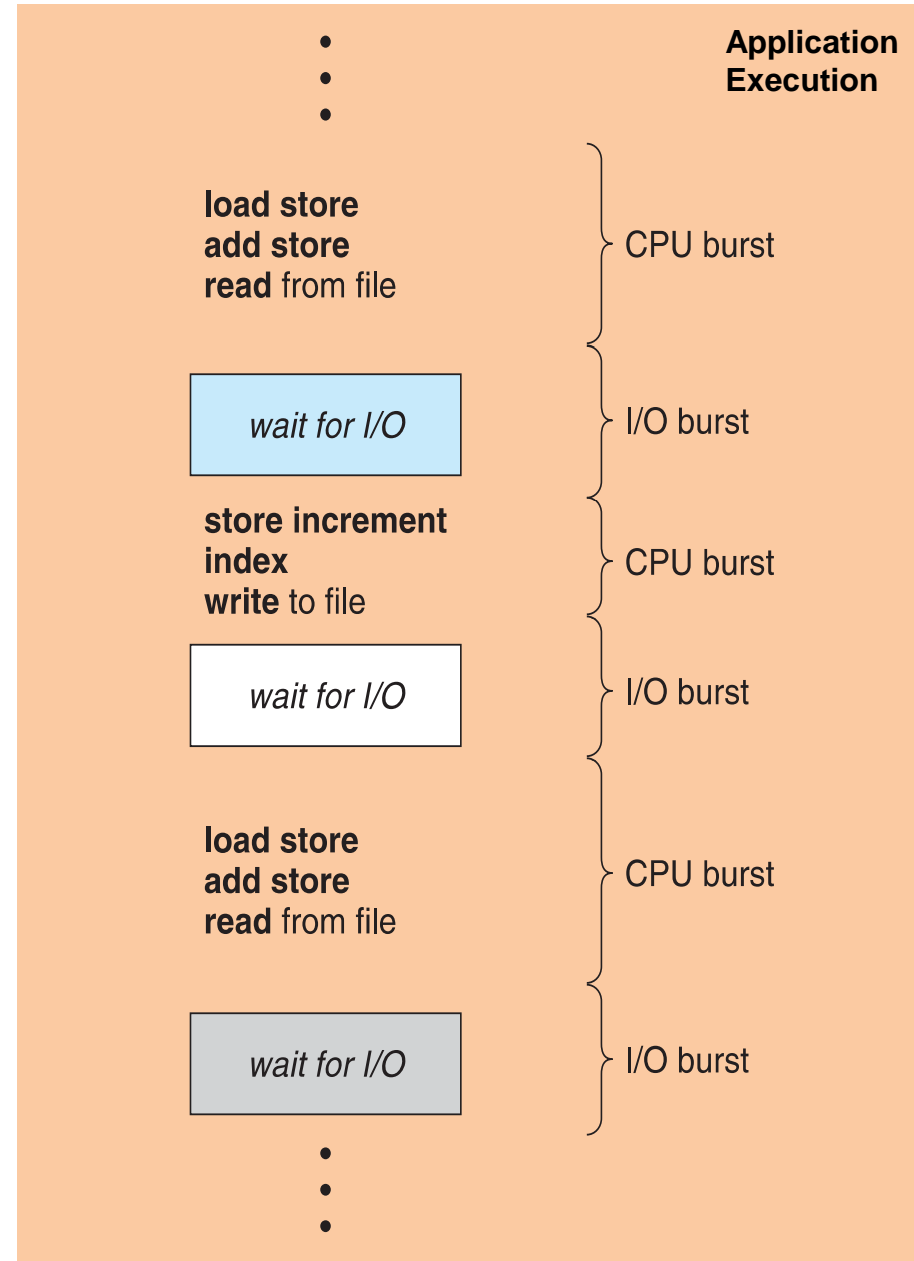 Application
Execution
load store
add store
read from file
CPU burst
wait for I/O
I/O burst
store increment
index
write to file
CPU burst
wait for I/O
I/O burst
load store
add store
read from file
CPU burst
wait for I/O
I/O burst